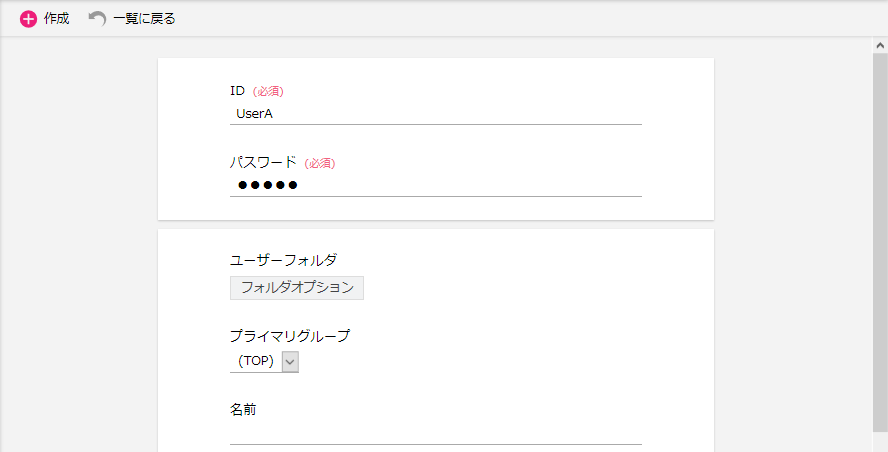 作成 一覧に戻る
ID (必須)
UserA
パスワード (必須)
●●●●●
ユーザーフォルダ
フォルダオプション
プライマリグループ
(TOP)
名前